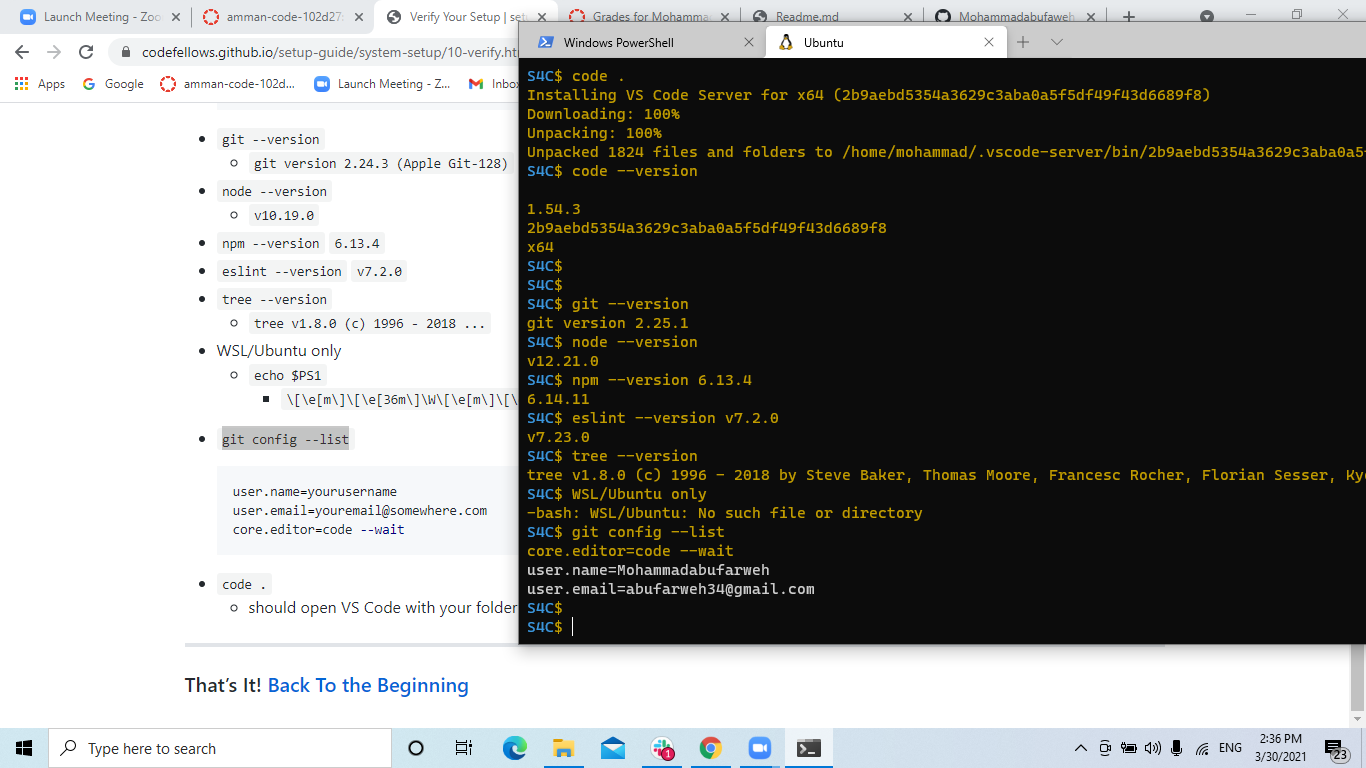 Launch Meeting - Zoo
amman-code-102d27
Verify Your Setup | set
Grades for Mohamma
Readme.md
Mohammadabufaweh
codefellows.github.io/setup-guide/system-setup/10-verify.ht
Apps
Google
amman-code-102d...
Launch Meeting - Z...
Inbo
git --version
git version 2.24.3 (Apple Git-128)
node --version
v10.19.0
npm --version 6.13.4
eslint --version v7.2.0
tree --version
tree v1.8.0 (c) 1996 - 2018 ...
WSL/Ubuntu only
echo $PS1
\[\e[m\]\[\e[36m\]\W\[\e[m\]\[\
git config --list
user.name=yourusername
user.email=youremail@somewhere.com
core.editor=code --wait
code .
should open VS Code with your folder
That's It! Back To the Beginning
Windows PowerShell
Ubuntu
S4C$ code .
Installing VS Code Server for x64 (2b9aebd5354a3629c3aba0a5f5df49f43d6689f8)
Downloading: 100%
Unpacking: 100%
Unpacked 1824 files and folders to /home/mohammad/.vscode-server/bin/2b9aebd5354a3629c3aba0a5
S4C$ code --version
1.54.3
2b9aebd5354a3629c3aba0a5f5df49f43d6689f8
x64
S4C$
S4C$
S4C$ git --version
git version 2.25.1
S4C$ node --version
v12.21.0
S4C$ npm --version 6.13.4
6.14.11
S4C$ eslint --version v7.2.0
v7.23.0
S4C$ tree --version
tree v1.8.0 (c) 1996 - 2018 by Steve Baker, Thomas Moore, Francesc Rocher, Florian Sesser, Kyo
S4C$ WSL/Ubuntu only
-bash: WSL/Ubuntu: No such file or directory
S4C$ git config --list
core.editor=code --wait
user.name=Mohammadabufarweh
user.email=abufarweh34@gmail.com
S4C$
S4C$
Type here to search
1
ENG
2:36 PM
3/30/2021
23